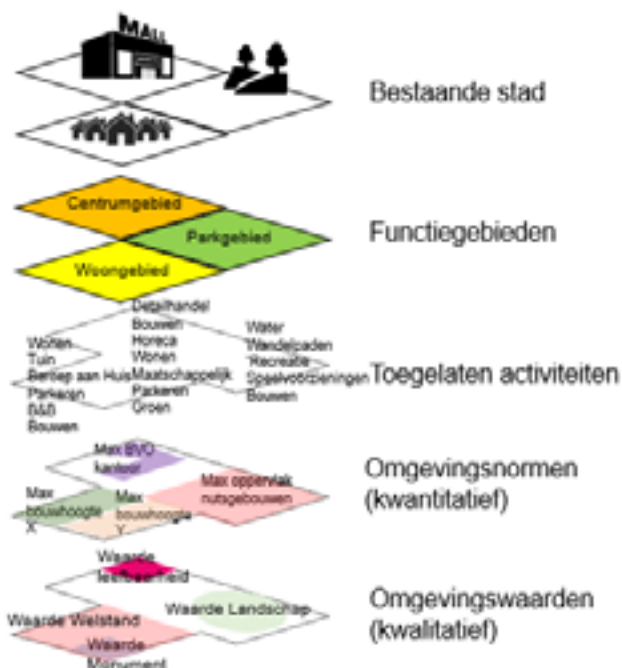 MALL
Bestaande stad
Centrumgebied
Parkgebied
Woongebied
Functiegebieden
Detailhandel
Bouwen
Horeca
Wonen
Maatschappelijk
Parkeren
Groen
Wonen
Tuin
Beroep aan Huis
Parkeren
B&B
Bouwen
Water
Wandelpaden
Recreatie
Speelvoorzieningen
Bouwen
Toegelaten activiteiten
Max BVO
kantoor
Max oppervlak
nutsgebouwen
Max
bouwhoogte
X
Max
bouwhoogte
Y
Omgevingsnormen
(kwantitatief)
Waarde
leefbaarheid
Waarde Landschap
Waarde Welstand
Waarde
Monument
Omgevingswaarden
(kwalitatief)